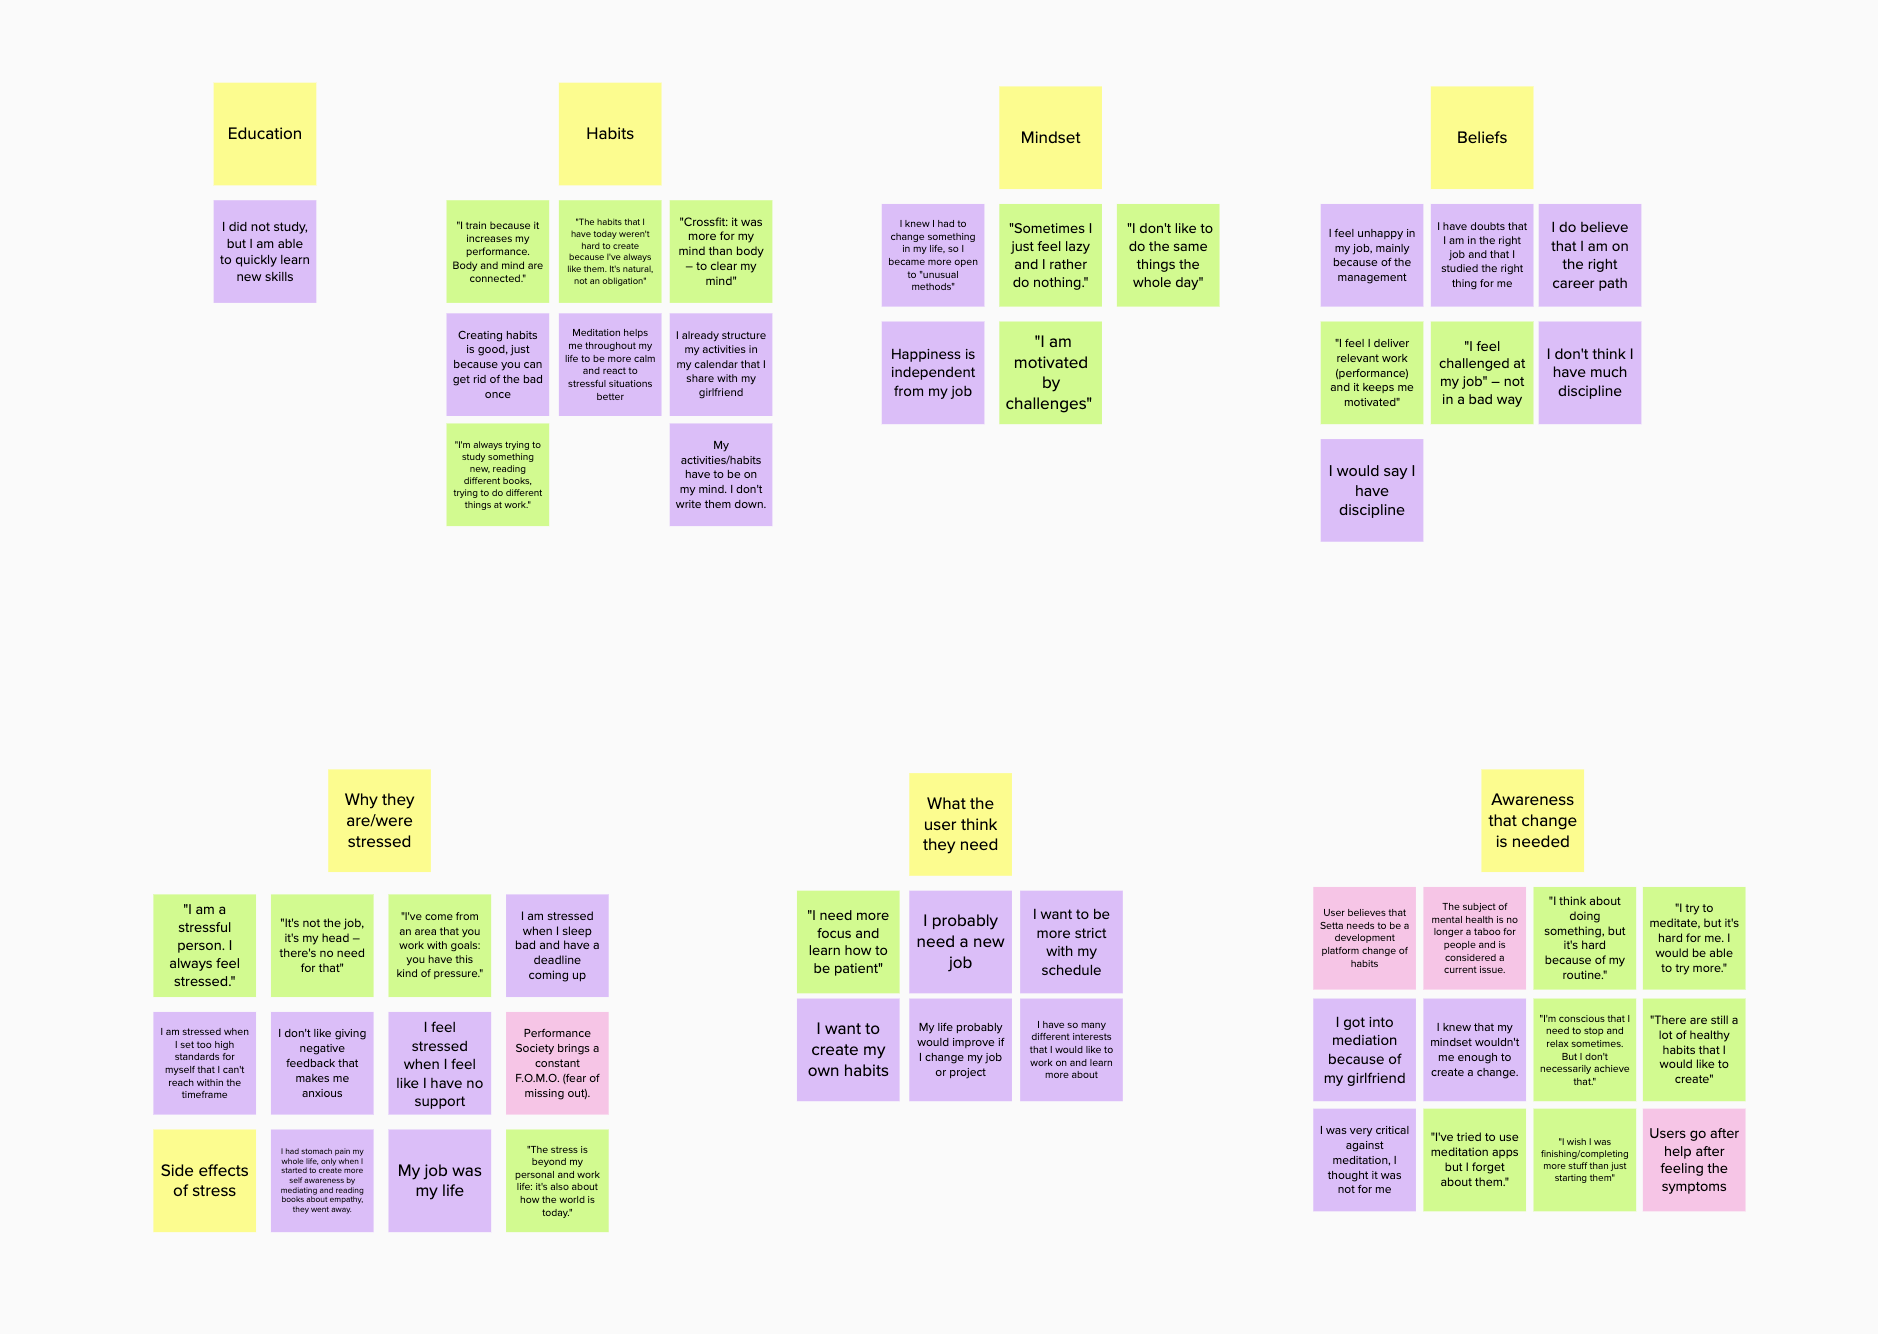 Education
I did not study,
but I am able
to quickly learn
new skills
Habits
"I train because it
increases my
performance.
Body and mind are
connected."
"The habits that I
have today weren't
hard to create
because I've always
like them. It's natural,
not an obligation"
"Crossfit: it was
more for my
mind than body
– to clear my
mind"
Creating habits
is good, just
because you can
get rid of the bad
once
Meditation helps
me throughout my
life to be more calm
and react to
stressful situations
better
I already structure
my activities in
my calendar that I
share with my
girlfriend
"I'm always trying to
study something
new, reading
different books,
trying to do different
things at work."
My
activities/habits
have to be on
my mind. I don't
write them down.
Mindset
I knew I had to
change something
in my life, so I
became more open
to "unusual
methods"
"Sometimes I
just feel lazy
and I rather
do nothing."
"I don't like to
do the same
things the
whole day"
Happiness is
independent
from my job
"I am
motivated
by
challenges"
Beliefs
I feel unhappy in
my job, mainly
because of the
management
I have doubts that
I am in the right
job and that I
studied the right
thing for me
I do believe
that I am on
the right
career path
"I feel I deliver
relevant work
(performance)
and it keeps me
motivated"
"I feel
challenged at
my job" – not
in a bad way
I don't think I
have much
discipline
I would say I
have
discipline
Why they
are/were
stressed
"I am a
stressful
person. I
always feel
stressed."
"It's not the job,
it's my head –
there's no need
for that"
"I've come from
an area that you
work with goals:
you have this
kind of pressure."
I am stressed
when I sleep
bad and have a
deadline
coming up
I am stressed when
I set too high
standards for
myself that I can't
reach within the
timeframe
I don't like giving
negative
feedback that
makes me
anxious
I feel
stressed
when I feel
like I have no
support
Performance
Society brings a
constant
F.O.M.O. (fear of
missing out).
Side effects
of stress
I had stomach pain my
whole life, only when I
started to create more
self awareness by
mediating and reading
books about empathy,
they went away.
My job was
my life
"The stress is
beyond my
personal and work
life: it's also about
how the world is
today."
What the
user think
they need
"I need more
focus and
learn how to
be patient"
I probably
need a new
job
I want to be
more strict
with my
schedule
I want to
create my
own habits
My life probably
would improve if
I change my job
or project
I have so many
different interests
that I would like to
work on and learn
more about
Awareness
that change
is needed
User believes that
Setta needs to be a
development
platform change of
habits
The subject of
mental health is no
longer a taboo for
people and is
considered a
current issue.
"I think about
doing
something, but
it's hard
because of my
routine."
"I try to
meditate, but it's
hard for me. I
would be able
to try more."
I got into
mediation
because of
my girlfriend
I knew that my
mindset wouldn't
me enough to
create a change.
"I'm conscious that I
need to stop and
relax sometimes.
But I don't
necessarily achieve
that."
"There are still a
lot of healthy
habits that I
would like to
create"
I was very critical
against
meditation, I
thought it was
not for me
"I've tried to use
meditation apps
but I forget
about them."
"I wish I was
finishing/completing
more stuff than just
starting them"
Users go after
help after
feeling the
symptoms